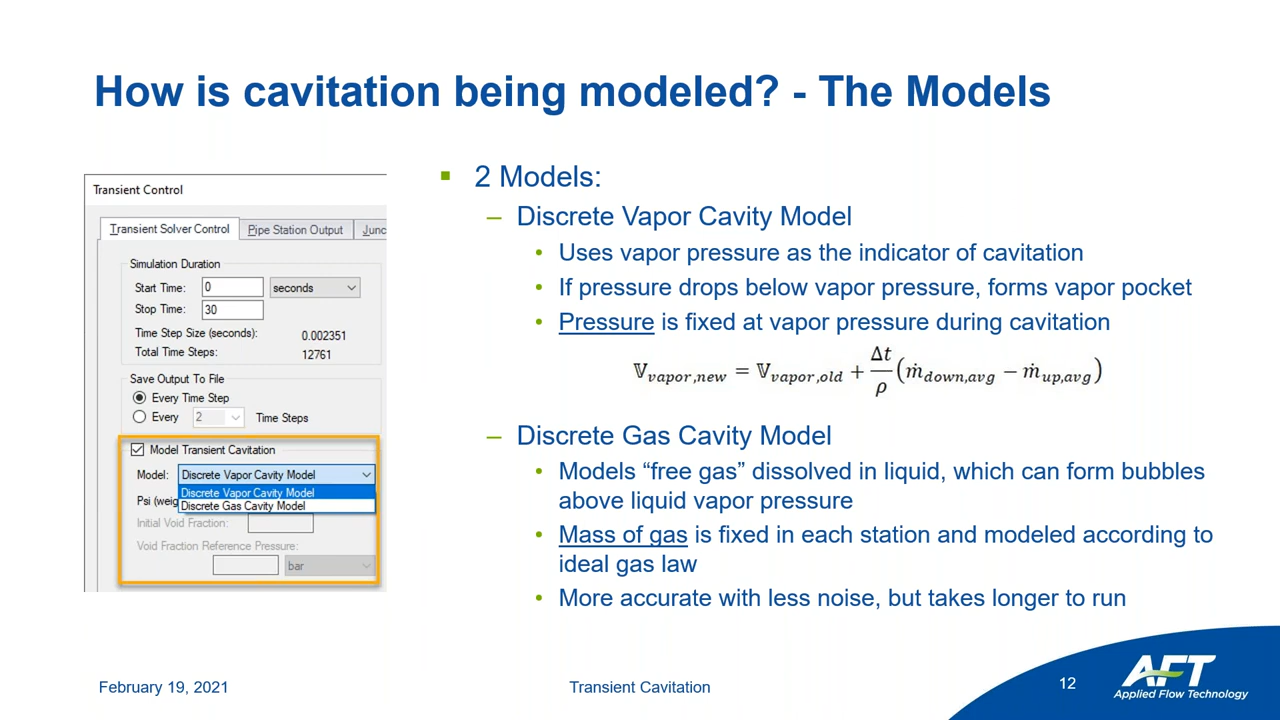 How is cavitation being modeled? - The Models
Transient Control
Transient Solver Control
Pipe Station Output
Junc
Simulation Duration
Start Time: 0 seconds
Stop Time: 30
Time Step Size (seconds): 0.002351
Total Time Steps: 12761
Save Output To File
Every Time Step
Every 2 Time Steps
Model Transient Cavitation
Model: Discrete Vapor Cavity Model
Discrete Vapor Cavity Model
Psi (weig
Discrete Gas Cavity Model
Initial Void Fraction:
Void Fraction Reference Pressure:
bar
▪ 2 Models:
– Discrete Vapor Cavity Model
• Uses vapor pressure as the indicator of cavitation
• If pressure drops below vapor pressure, forms vapor pocket
• Pressure is fixed at vapor pressure during cavitation
𝕍vapor,new = 𝕍vapor,old + Δt/ρ (ṁdown,avg − ṁup,avg)
– Discrete Gas Cavity Model
• Models “free gas” dissolved in liquid, which can form bubbles
above liquid vapor pressure
• Mass of gas is fixed in each station and modeled according to
ideal gas law
• More accurate with less noise, but takes longer to run
February 19, 2021
Transient Cavitation
12
AFT
Applied Flow Technology